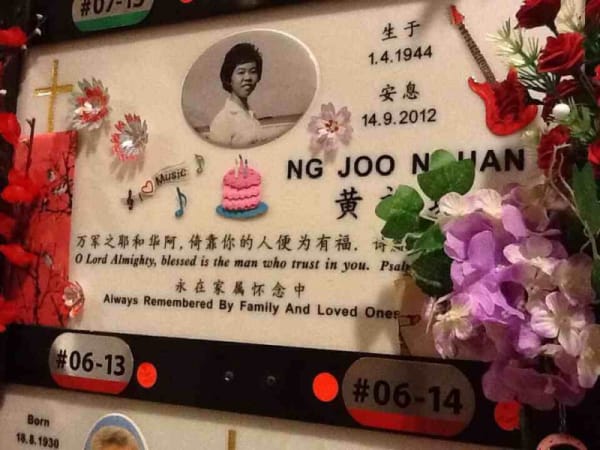 #07-13
生于
1.4.1944
安息
14.9.2012
NG JOO HAN
黄
I ♥ Music
万军之耶和华阿,倚靠你的人便为有福.
O Lord Almighty, blessed is the man who trust in you.
永在家属怀念中
Always Remembered By Family And Loved Ones
#06-13
#06-14
Born
18.8.1930